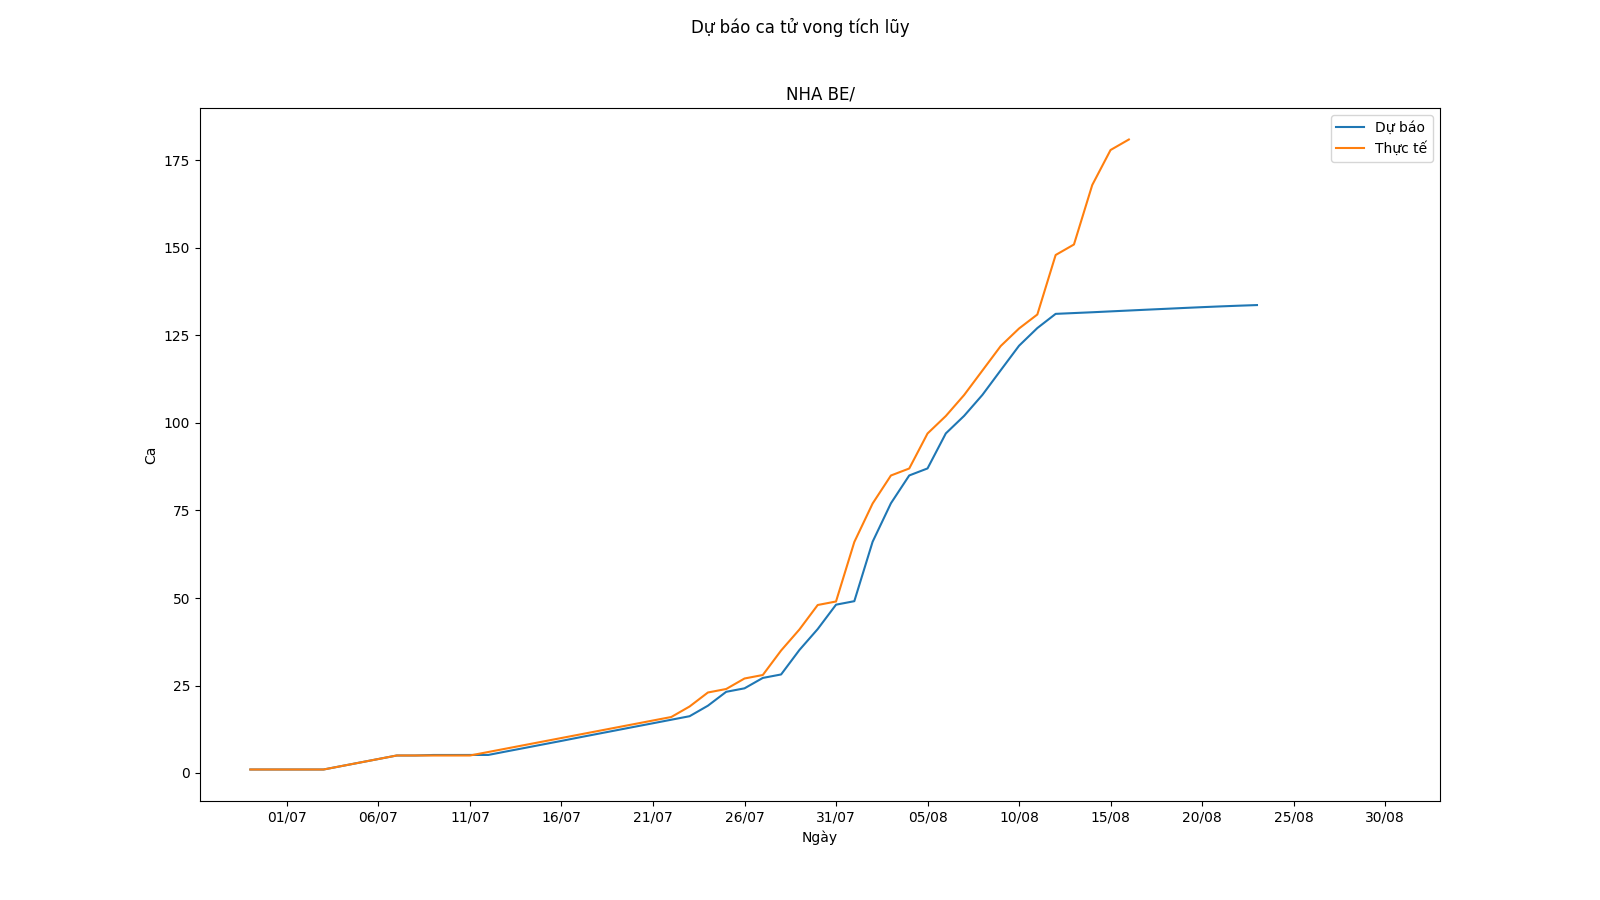 Dự báo ca tử vong tích lũy
NHA BE/
Dự báo
Thực tế
175
150
125
100
75
50
25
0
Ca
01/07 06/07 11/07 16/07 21/07 26/07 31/07 05/08 10/08 15/08 20/08 25/08 30/08
Ngày